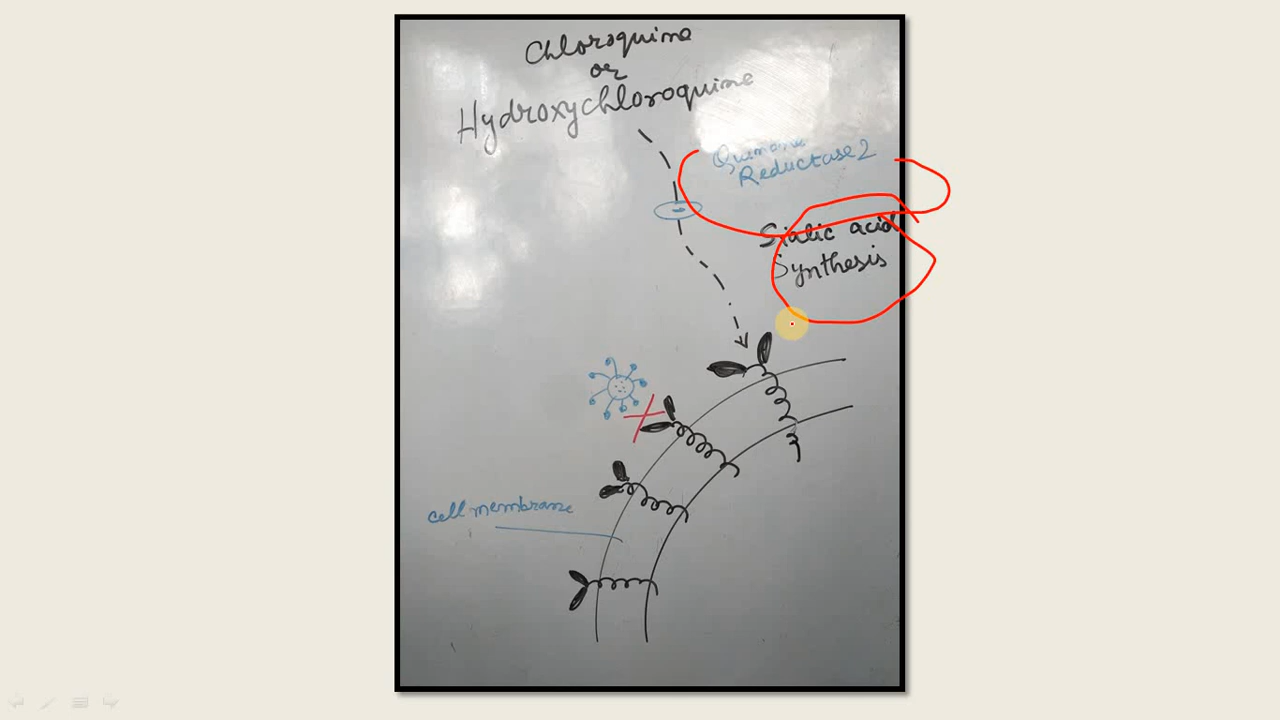 Chloroquine
or
Hydroxychloroquine
Reductase 2
Sialic acid
Synthesis
cell membrane